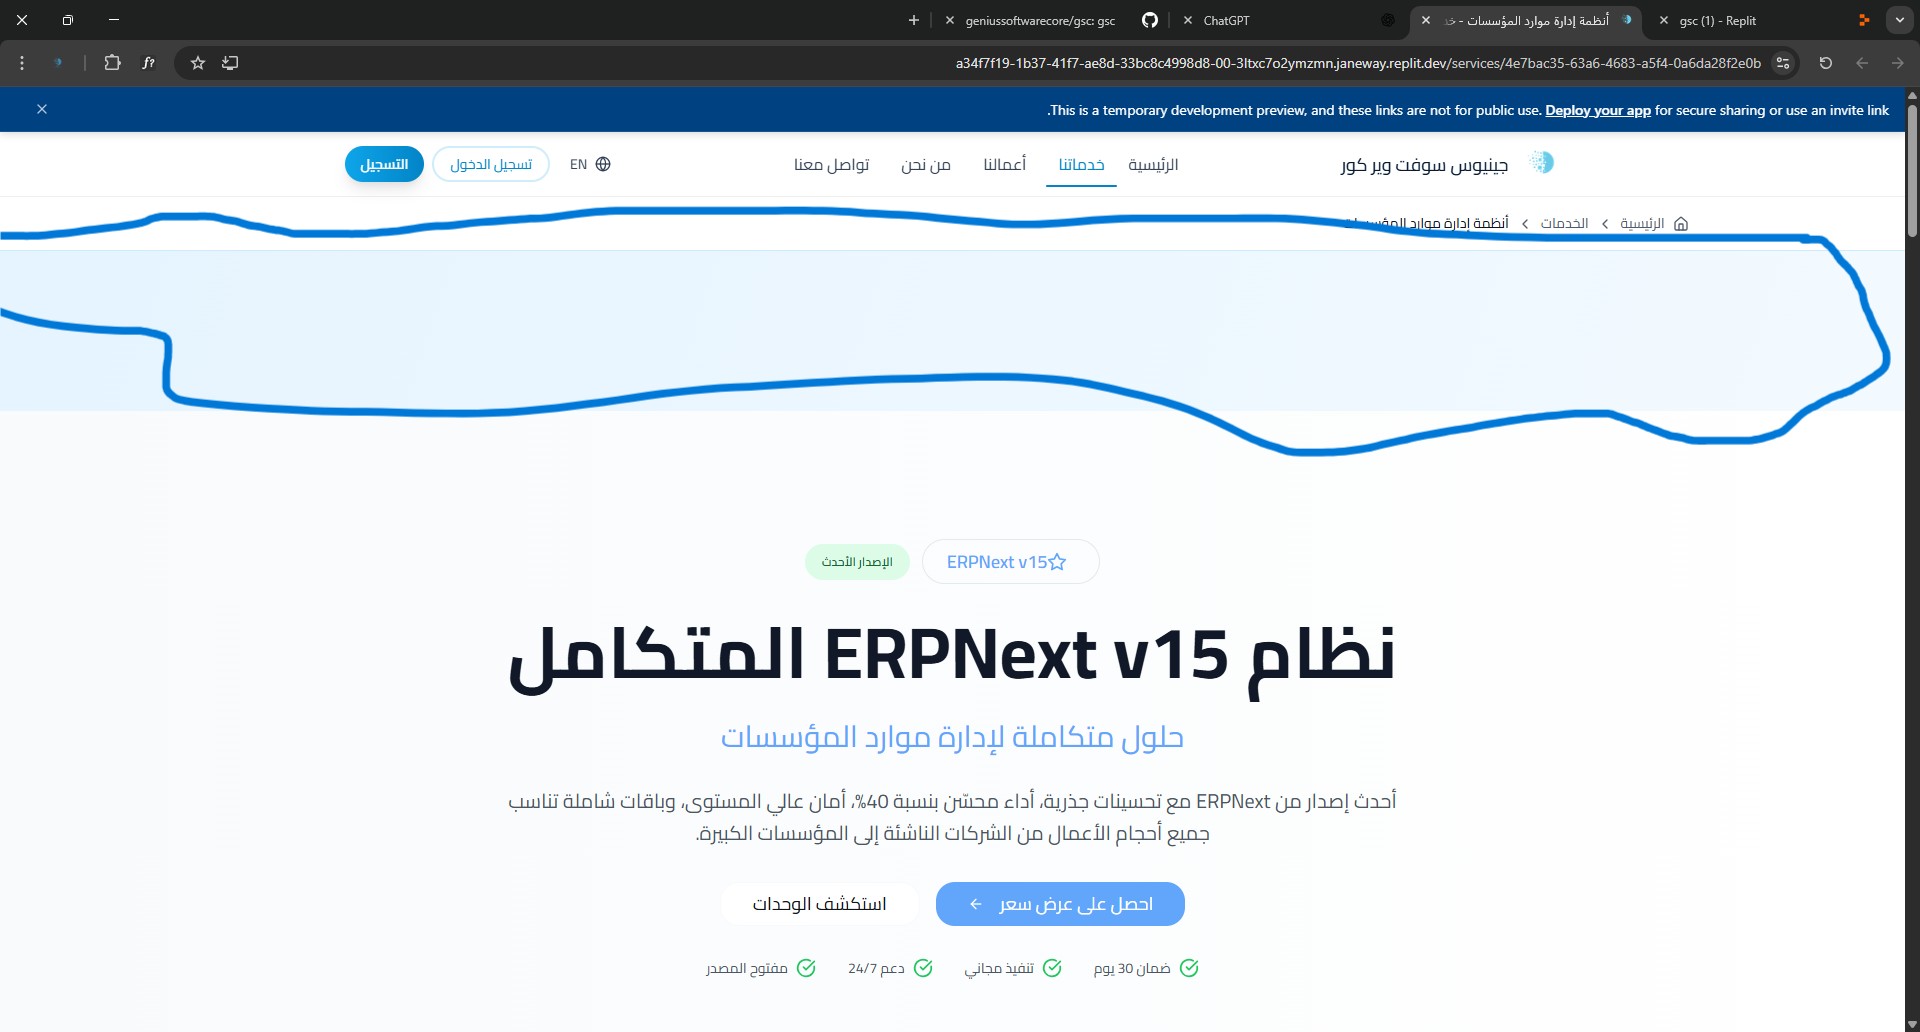 geniussoftwarecore/gsc: gsc
ChatGPT
أنظمة إدارة موارد المؤسسات - خد
gsc (1) - Replit
a34f7f19-1b37-41f7-ae8d-33bc8c4998d8-00-3ltxc7o2ymzmn.janeway.replit.dev/services/4e7bac35-63a6-4683-a5f4-0a6da28f2e0b
.This is a temporary development preview, and these links are not for public use. Deploy your app for secure sharing or use an invite link
جينيوس سوفت وير كور
الرئيسية خدماتنا أعمالنا من نحن تواصل معنا
EN
تسجيل الدخول
التسجيل
الرئيسية > الخدمات > أنظمة إدارة موارد المؤسسات
ERPNext v15
الإصدار الأحدث
نظام ERPNext v15 المتكامل
حلول متكاملة لإدارة موارد المؤسسات
أحدث إصدار من ERPNext مع تحسينات جذرية، أداء محسّن بنسبة 40%، أمان عالي المستوى، وباقات شاملة تناسب
جميع أحجام الأعمال من الشركات الناشئة إلى المؤسسات الكبيرة.
احصل على عرض سعر ←
استكشف الوحدات
ضمان 30 يوم
تنفيذ مجاني
دعم 24/7
مفتوح المصدر